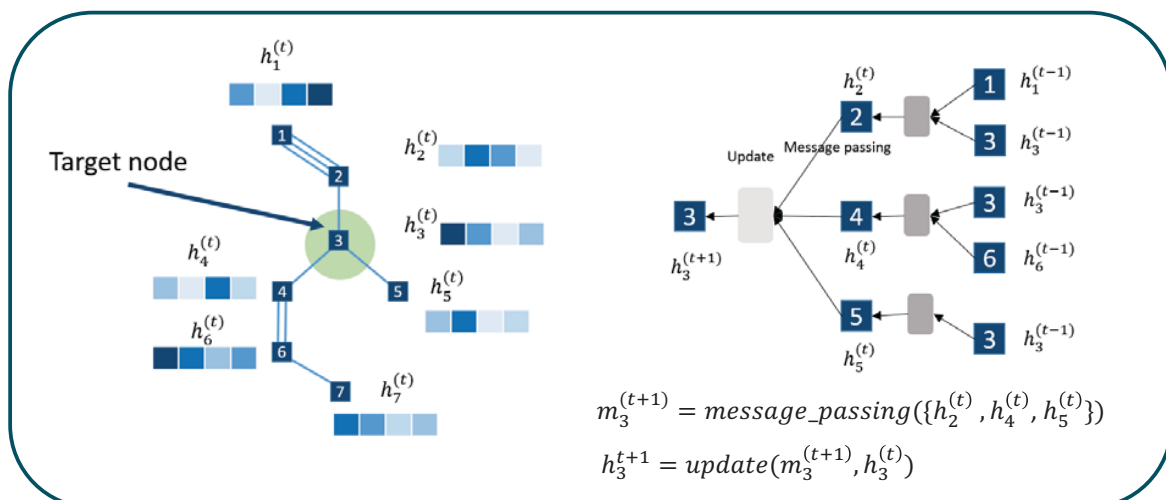 h_1^{(t)}
1
Target node
2
h_2^{(t)}
3
h_3^{(t)}
h_4^{(t)}
4
5
h_5^{(t)}
h_6^{(t)}
6
7
h_7^{(t)}
h_2^{(t)}
2
1
h_1^{(t−1)}
3
h_3^{(t−1)}
Update
Message passing
3
h_3^{(t+1)}
4
h_4^{(t)}
3
h_3^{(t−1)}
6
h_6^{(t−1)}
5
h_5^{(t)}
3
h_3^{(t−1)}
m_3^{(t+1)} = message_passing({h_2^{(t)}, h_4^{(t)}, h_5^{(t)}})
h_3^{t+1} = update(m_3^{(t+1)}, h_3^{(t)})